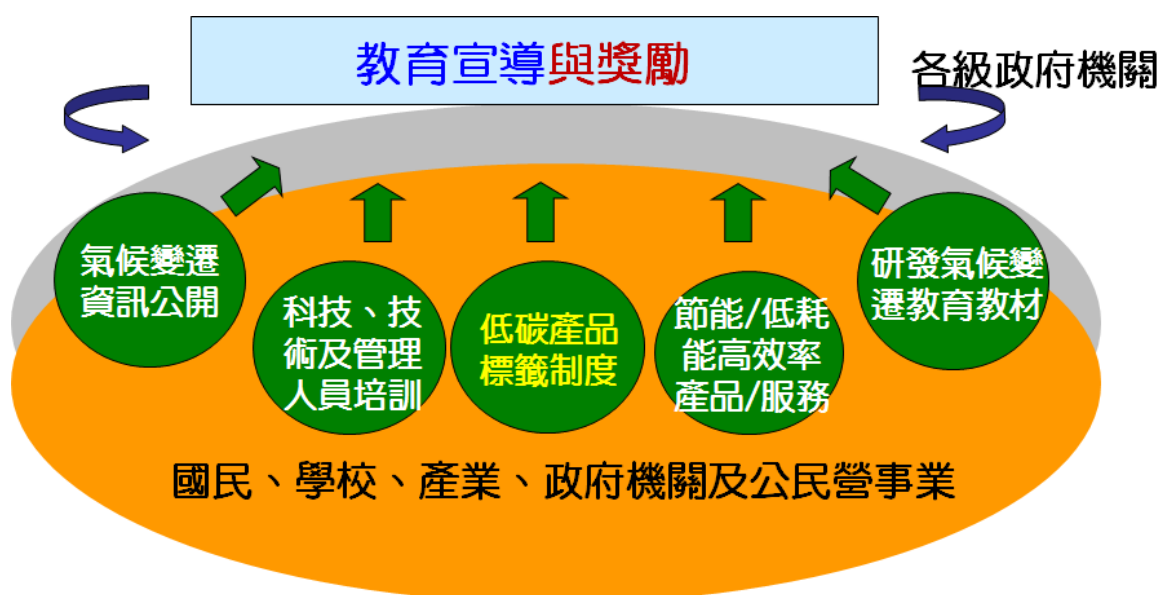 教育宣導與獎勵
各級政府機關
氣候變遷
資訊公開
科技、技
術及管理
人員培訓
低碳產品
標籤制度
節能/低耗
能高效率
產品/服務
研發氣候變
遷教育教材
國民、學校、產業、政府機關及公民營事業